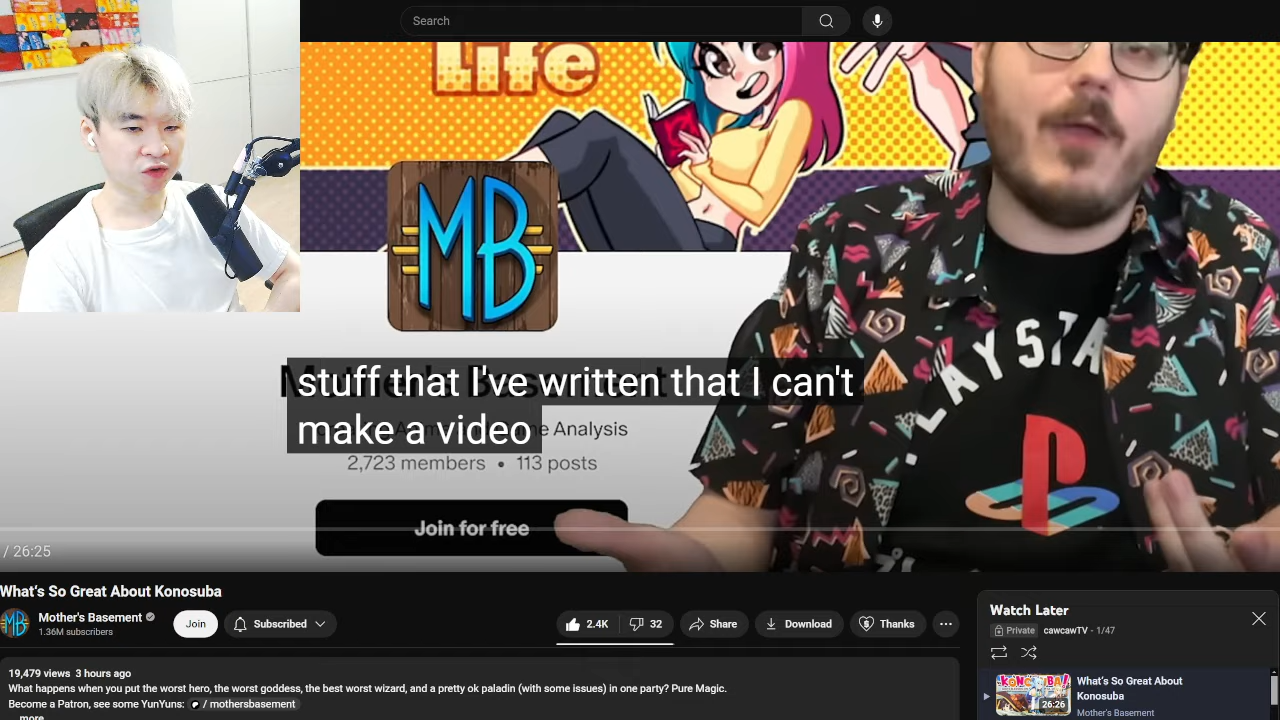 Search
Life
MB
PLAYSTA
P
stuff that I've written that I can't
make a video
Analysis
2,723 members • 113 posts
Join for free
/ 26:25
What's So Great About Konosuba
MB
Mother's Basement
1.36M subscribers
Join
Subscribed
2.4K
32
Share
Download
Thanks
19,479 views 3 hours ago
What happens when you put the worst hero, the worst goddess, the best worst wizard, and a pretty ok paladin (with some issues) in one party? Pure Magic.
Become a Patron, see some YunYuns: / mothersbasement
...more
Watch Later
Private
cawcawTV - 1/47
KONOSUBA!
26:26
What's So Great About
Konosuba
Mother's Basement